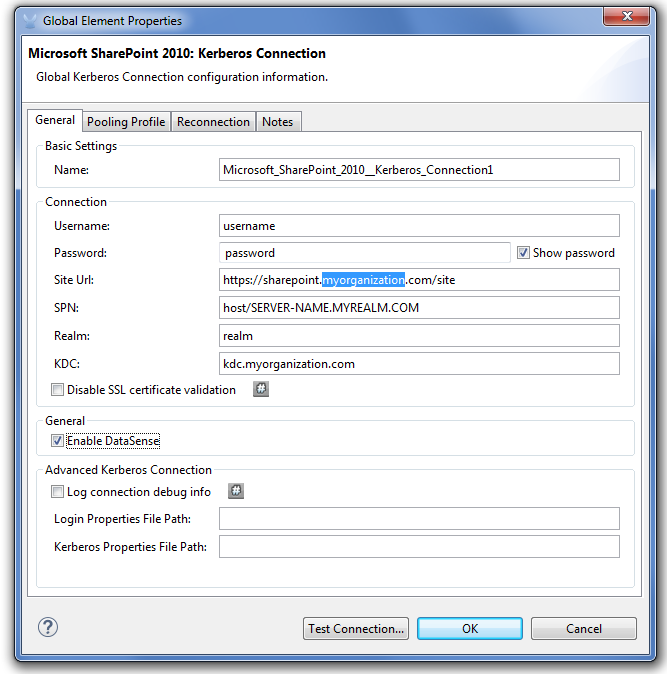 Global Element Properties
Microsoft SharePoint 2010: Kerberos Connection
Global Kerberos Connection configuration information.
General Pooling Profile Reconnection Notes
Basic Settings
Name: Microsoft_SharePoint_2010__Kerberos_Connection1
Connection
Username: username
Password: password Show password
Site Url: https://sharepoint.myorganization.com/site
SPN: host/SERVER-NAME.MYREALM.COM
Realm: realm
KDC: kdc.myorganization.com
Disable SSL certificate validation
General
Enable DataSense
Advanced Kerberos Connection
Log connection debug info
Login Properties File Path:
Kerberos Properties File Path:
? Test Connection... OK Cancel